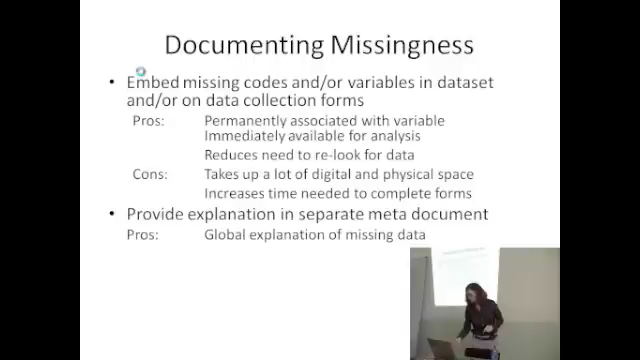 Documenting Missingness
• Embed missing codes and/or variables in dataset
and/or on data collection forms
Pros: Permanently associated with variable
Immediately available for analysis
Reduces need to re-look for data
Cons: Takes up a lot of digital and physical space
Increases time needed to complete forms
• Provide explanation in separate meta document
Pros: Global explanation of missing data